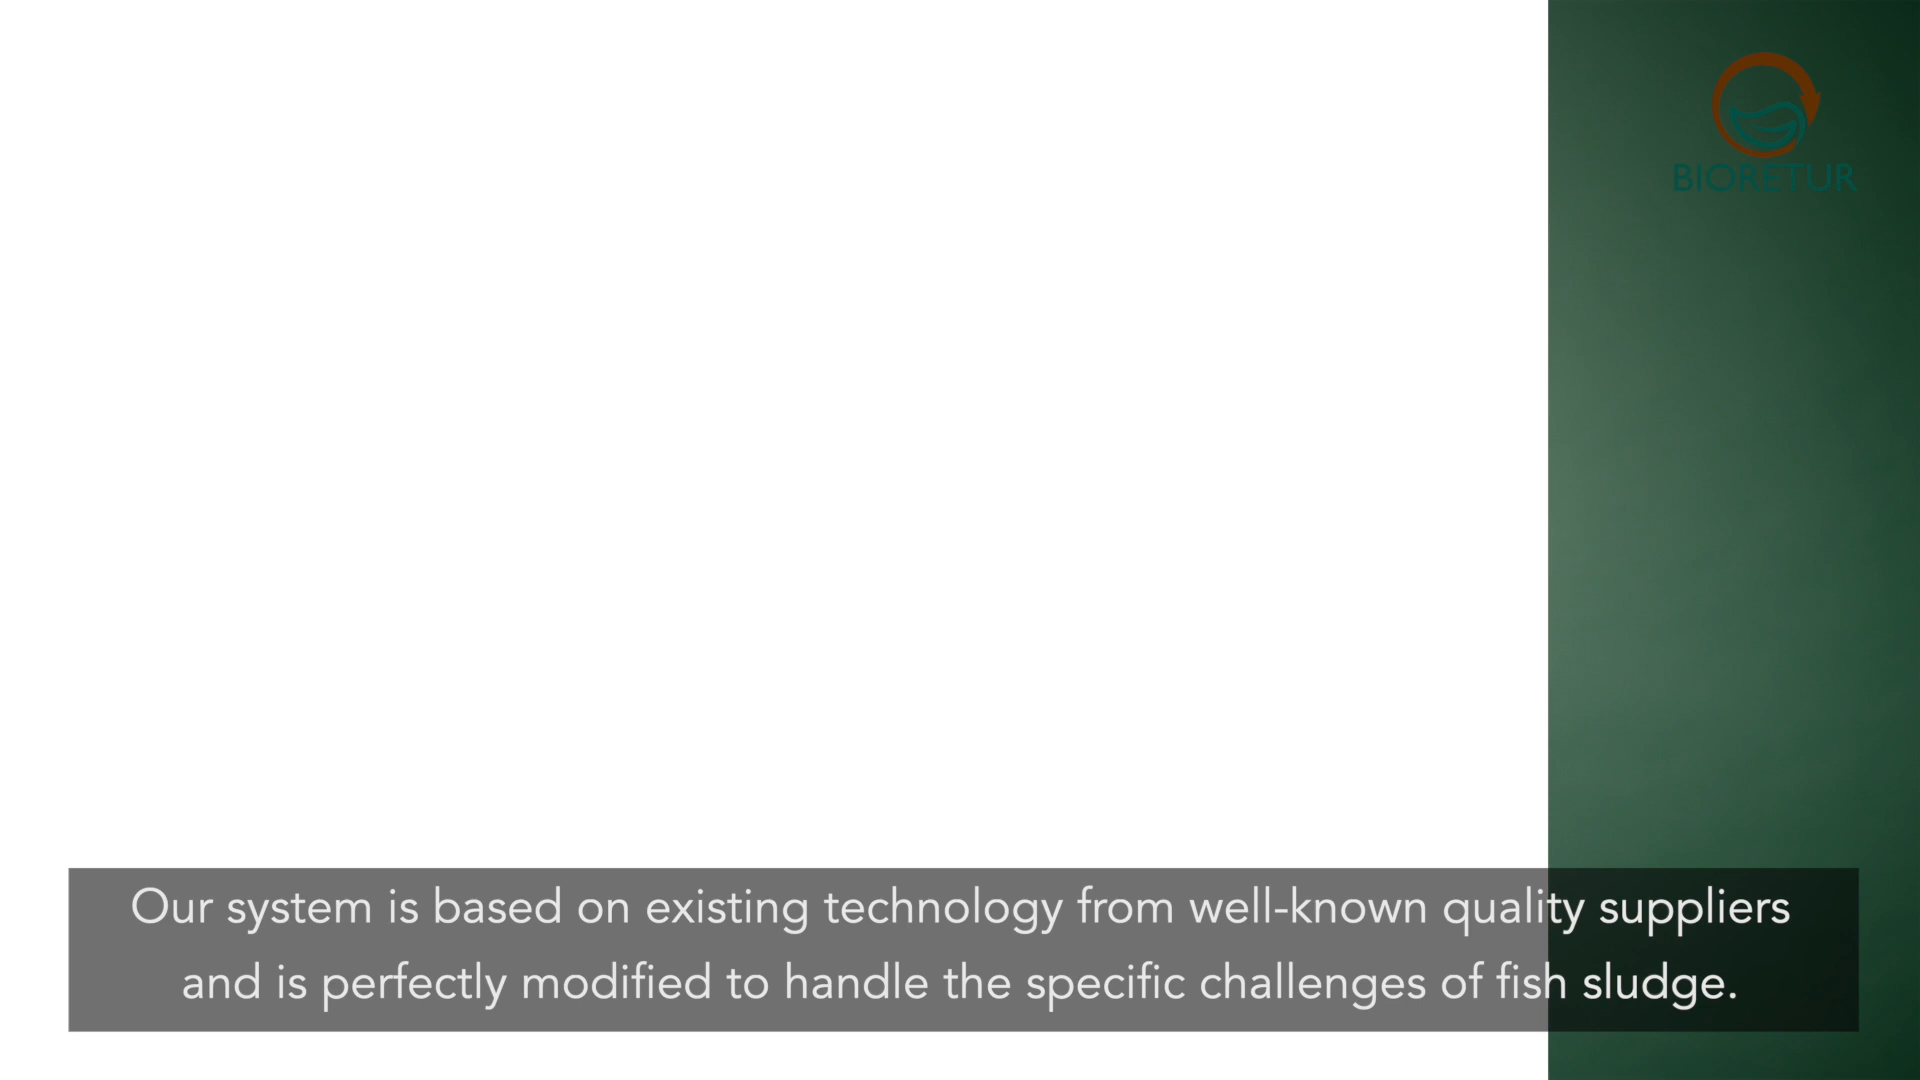 BIORETUR
Our system is based on existing technology from well-known quality suppliers
and is perfectly modified to handle the specific challenges of fish sludge.